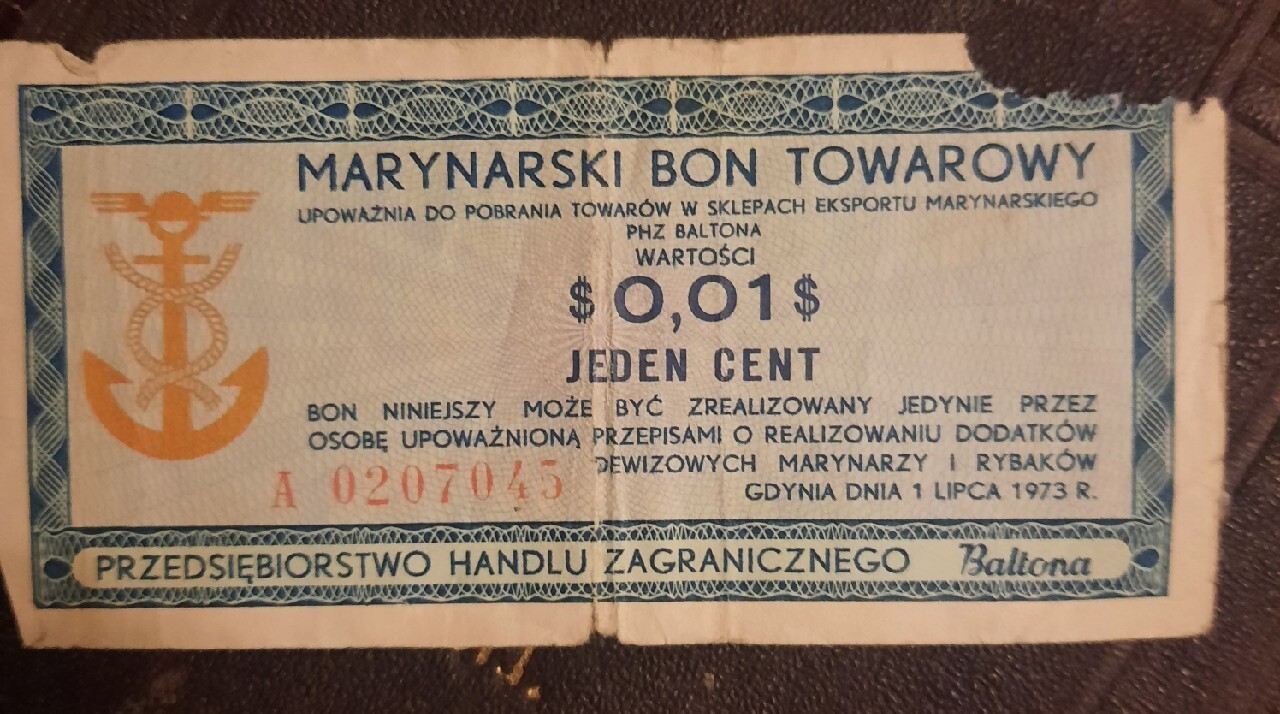 MARYNARSKI BON TOWAROWY
UPOWAŻNIA DO POBRANIA TOWARÓW W SKLEPACH EKSPORTU MARYNARSKIEGO
PHZ BALTONA
WARTOŚCI
$0,01$
JEDEN CENT
BON NINIEJSZY MOŻE BYĆ ZREALIZOWANY JEDYNIE PRZEZ
OSOBĘ UPOWAŻNIONĄ PRZEPISAMI O REALIZOWANIU DODATKÓW
DEWIZOWYCH MARYNARZY I RYBAKÓW
A 0207045
GDYNIA DNIA 1 LIPCA 1973 R.
PRZEDSIĘBIORSTWO HANDLU ZAGRANICZNEGO Baltona